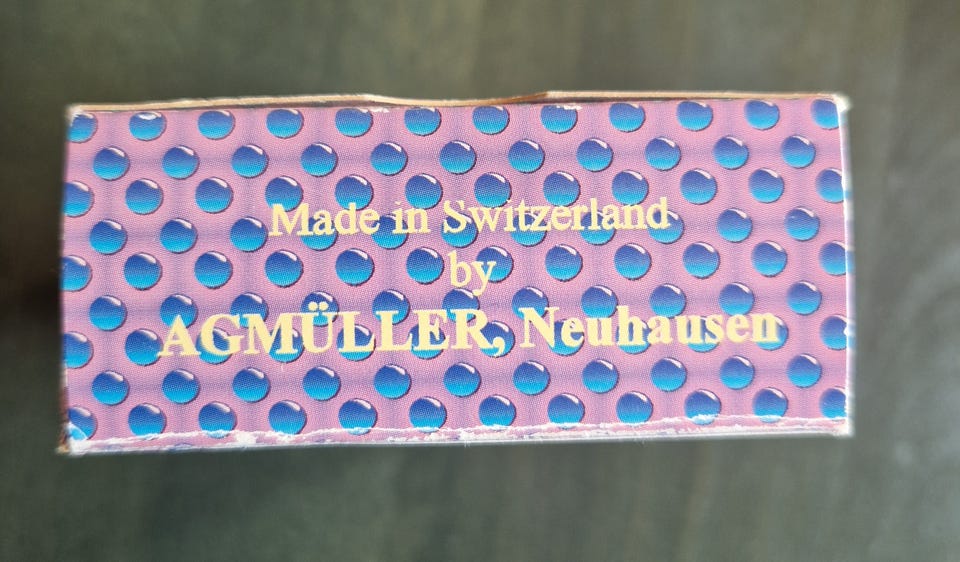 Made in Switzerland
by
AGMÜLLER, Neuhausen